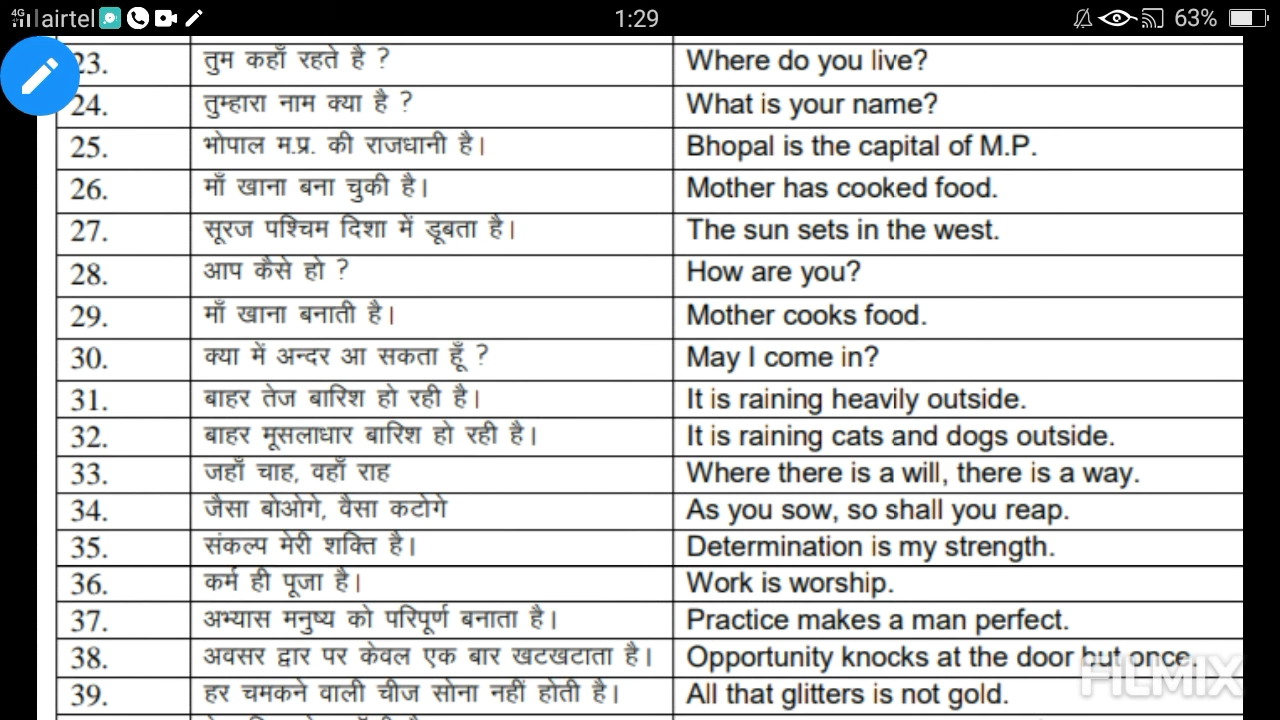 4G airtel 1:29 63%
23. तुम कहाँ रहते है ? Where do you live?
24. तुम्हारा नाम क्या है ? What is your name?
25. भोपाल म.प्र. की राजधानी है। Bhopal is the capital of M.P.
26. माँ खाना बना चुकी है। Mother has cooked food.
27. सूरज पश्चिम दिशा में डूबता है। The sun sets in the west.
28. आप कैसे हो ? How are you?
29. माँ खाना बनाती है। Mother cooks food.
30. क्या में अन्दर आ सकता हूँ ? May I come in?
31. बाहर तेज बारिश हो रही है। It is raining heavily outside.
32. बाहर मूसलाधार बारिश हो रही है। It is raining cats and dogs outside.
33. जहाँ चाह, वहाँ राह Where there is a will, there is a way.
34. जैसा बोओगे, वैसा कटोगे As you sow, so shall you reap.
35. संकल्प मेरी शक्ति है। Determination is my strength.
36. कर्म ही पूजा है। Work is worship.
37. अभ्यास मनुष्य को परिपूर्ण बनाता है। Practice makes a man perfect.
38. अवसर द्वार पर केवल एक बार खटखटाता है। Opportunity knocks at the door but once.
39. हर चमकने वाली चीज सोना नहीं होती है। All that glitters is not gold.
FILMIX